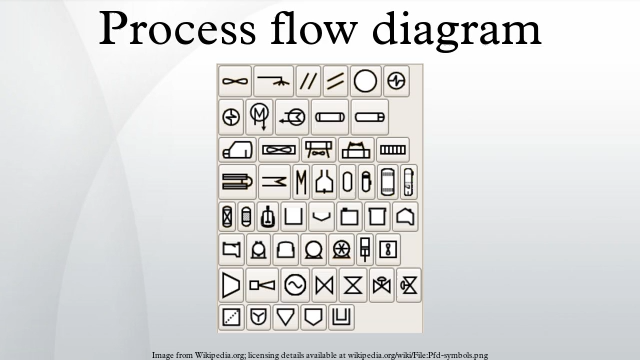 Process flow diagram
M
Image from Wikipedia.org; licensing details available at wikipedia.org/wiki/File:Pfd-symbols.png